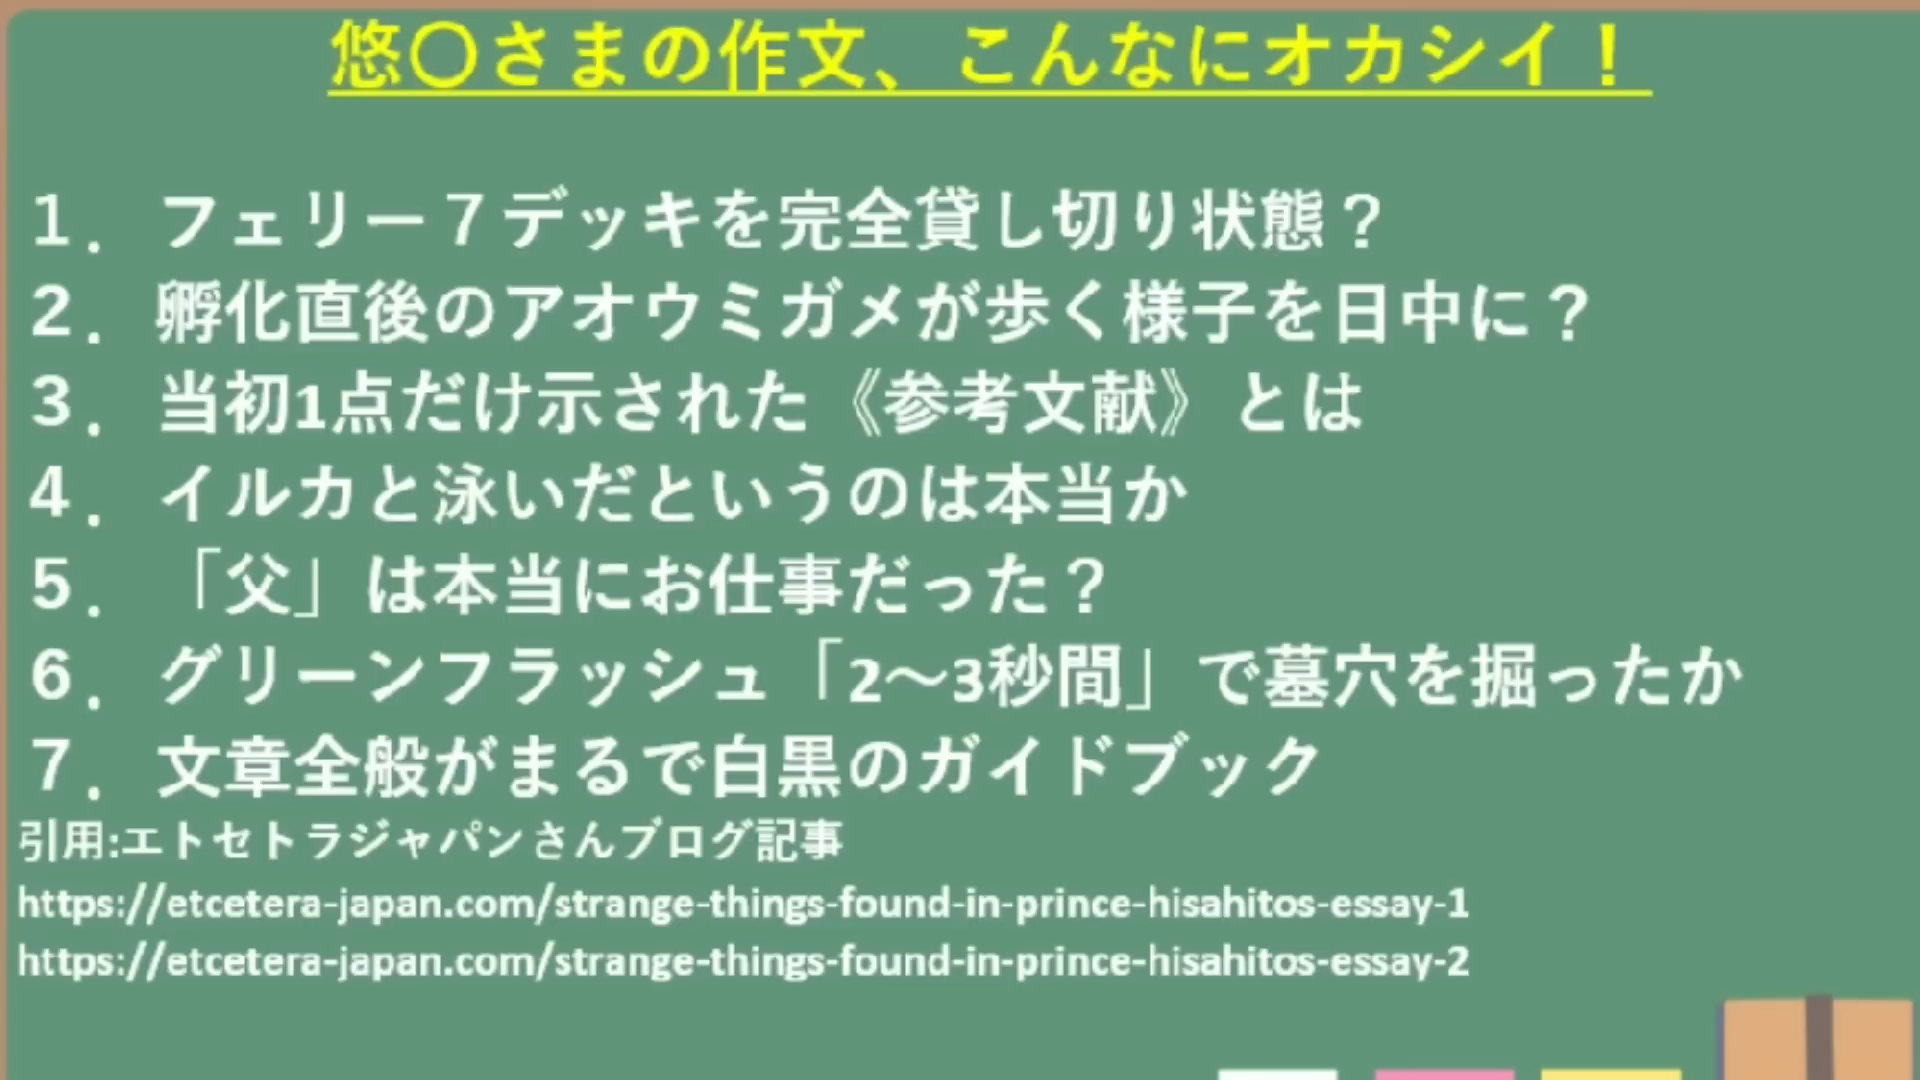 悠〇さまの作文、こんなにオカシイ！
１．フェリー７デッキを完全貸し切り状態？
２．孵化直後のアオウミガメが歩く様子を日中に？
３．当初1点だけ示された《参考文献》とは
４．イルカと泳いだというのは本当か
５．「父」は本当にお仕事だった？
６．グリーンフラッシュ「2〜3秒間」で墓穴を掘ったか
７．文章全般がまるで白黒のガイドブック
引用:エトセトラジャパンさんブログ記事
https://etcetera-japan.com/strange-things-found-in-prince-hisahitos-essay-1
https://etcetera-japan.com/strange-things-found-in-prince-hisahitos-essay-2